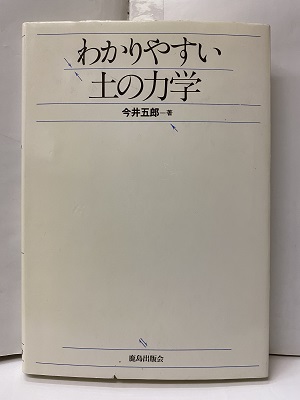 わかりやすい
土の力学
今井五郎—著
鹿島出版会